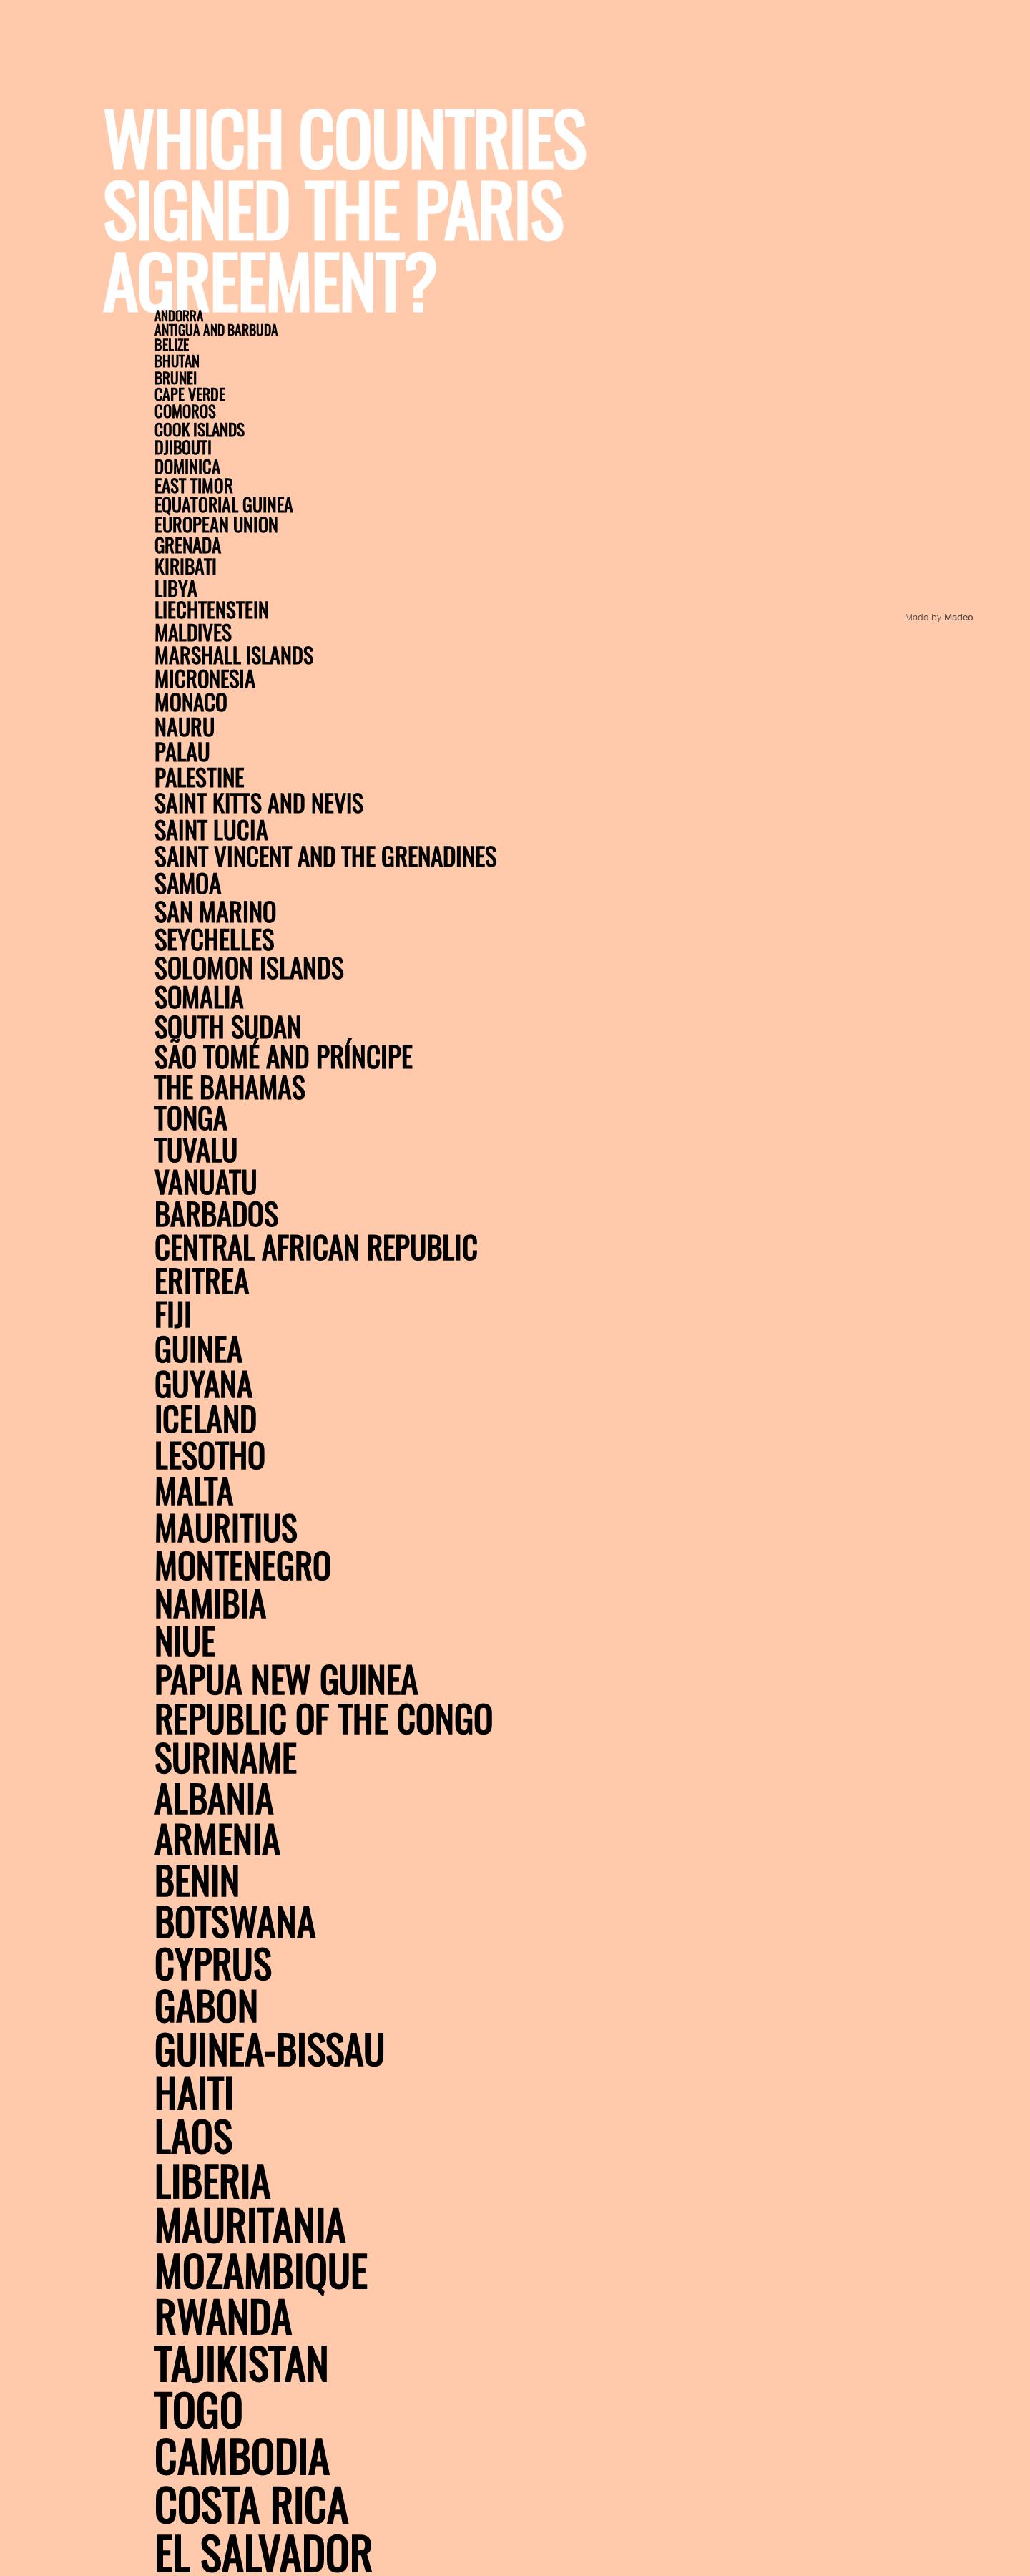 WHICH COUNTRIES
SIGNED THE PARIS
AGREEMENT?
ANDORRA
ANTIGUA AND BARBUDA
BELIZE
BHUTAN
BRUNEI
CAPE VERDE
COMOROS
COOK ISLANDS
DJIBOUTI
DOMINICA
EAST TIMOR
EQUATORIAL GUINEA
EUROPEAN UNION
GRENADA
KIRIBATI
LIBYA
LIECHTENSTEIN
Made by Madeo
MALDIVES
MARSHALL ISLANDS
MICRONESIA
MONACO
NAURU
PALAU
PALESTINE
SAINT KITTS AND NEVIS
SAINT LUCIA
SAINT VINCENT AND THE GRENADINES
SAMOA
SAN MARINO
SEYCHELLES
SOLOMON ISLANDS
SOMALIA
SOUTH SUDAN
SÃO TOMÉ AND PRÍNCIPE
THE BAHAMAS
TONGA
TUVALU
VANUATU
BARBADOS
CENTRAL AFRICAN REPUBLIC
ERITREA
FIJI
GUINEA
GUYANA
ICELAND
LESOTHO
MALTA
MAURITIUS
MONTENEGRO
NAMIBIA
NIUE
PAPUA NEW GUINEA
REPUBLIC OF THE CONGO
SURINAME
ALBANIA
ARMENIA
BENIN
BOTSWANA
CYPRUS
GABON
GUINEA-BISSAU
HAITI
LAOS
LIBERIA
MAURITANIA
MOZAMBIQUE
RWANDA
TAJIKISTAN
TOGO
CAMBODIA
COSTA RICA
EL SALVADOR